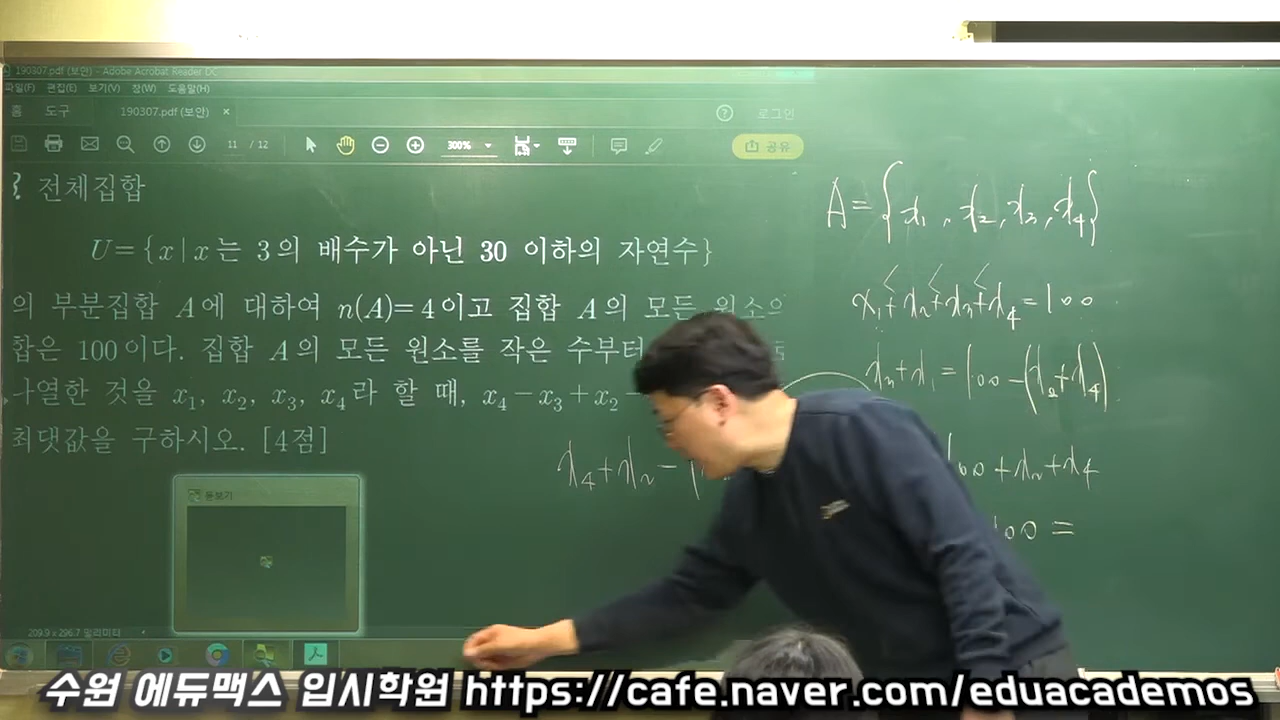 190307.pdf (보안) - Adobe Acrobat Reader DC
파일(F) 편집(E) 보기(V) 창(W) 도움말(H)
홈 도구 190307.pdf (보안) × ? 로그인
11 / 12 300% 공유
전체집합
U={x|x는 3의 배수가 아닌 30 이하의 자연수}
의 부분집합 A에 대하여 n(A)=4이고 집합 A의 모든 원소의
합은 100이다. 집합 A의 모든 원소를 작은 수부터
나열한 것을 x₁, x₂, x₃, x₄라 할 때, x₄-x₃+x₂-
최댓값을 구하시오. [4점]
돋보기
209.9 x 296.7 밀리미터
A={x₁, x₂, x₃, x₄}
x₁+x₂+x₃+x₄=100
< < <
x₃+x₁=100-(x₂+x₄)
x₄+x₂-
100+x₂+x₄
100=
수원 에듀맥스 입시학원 https://cafe.naver.com/eduacademos